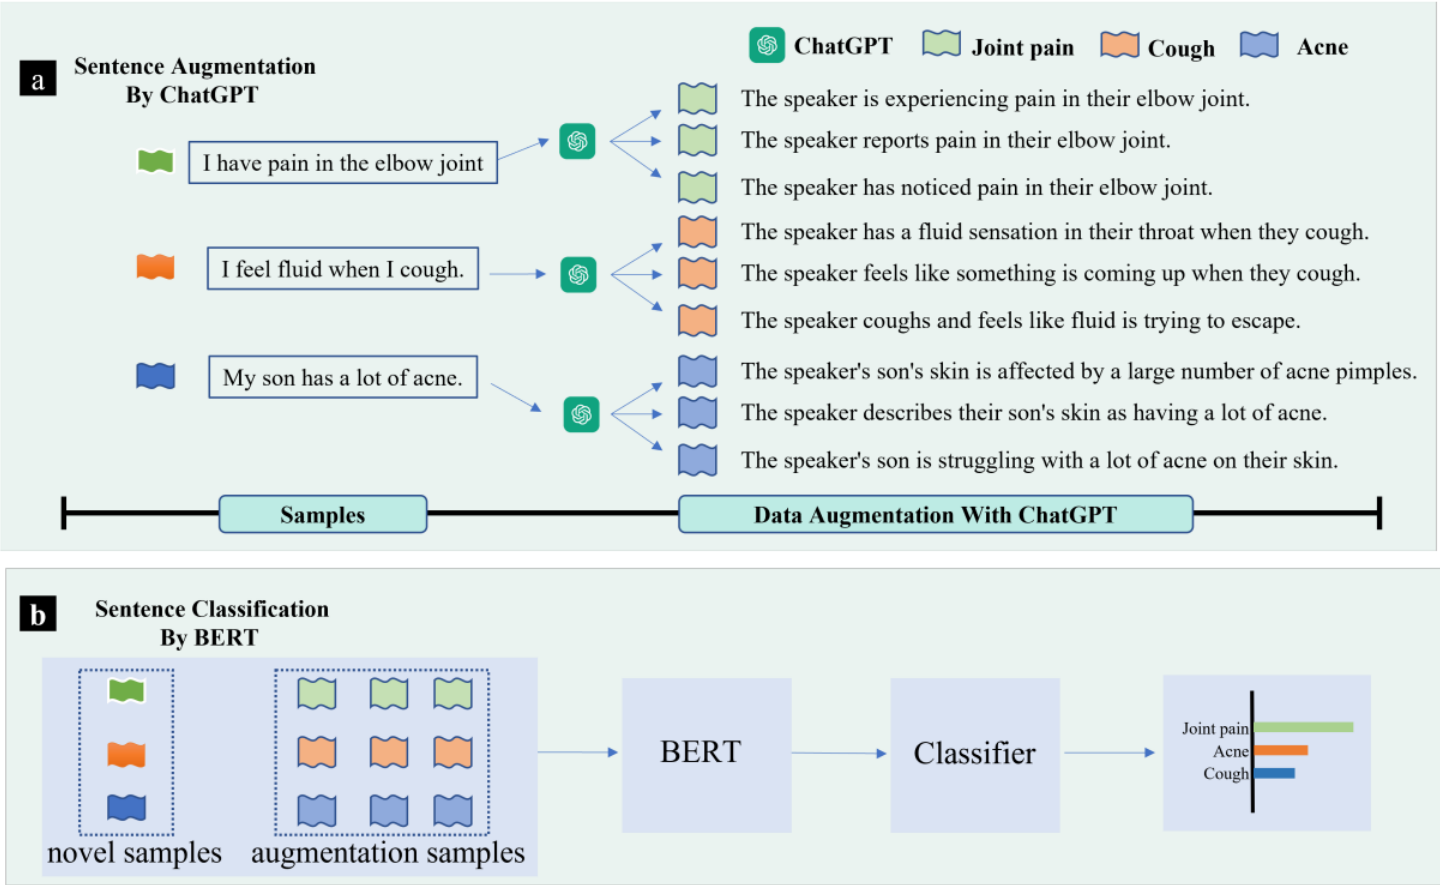 ChatGPT
Joint pain
Cough
Acne
a
Sentence Augmentation
By ChatGPT
I have pain in the elbow joint
The speaker is experiencing pain in their elbow joint.
The speaker reports pain in their elbow joint.
The speaker has noticed pain in their elbow joint.
I feel fluid when I cough.
The speaker has a fluid sensation in their throat when they cough.
The speaker feels like something is coming up when they cough.
The speaker coughs and feels like fluid is trying to escape.
My son has a lot of acne.
The speaker's son's skin is affected by a large number of acne pimples.
The speaker describes their son's skin as having a lot of acne.
The speaker's son is struggling with a lot of acne on their skin.
Samples
Data Augmentation With ChatGPT
b
Sentence Classification
By BERT
novel samples
augmentation samples
BERT
Classifier
Joint pain
Acne
Cough